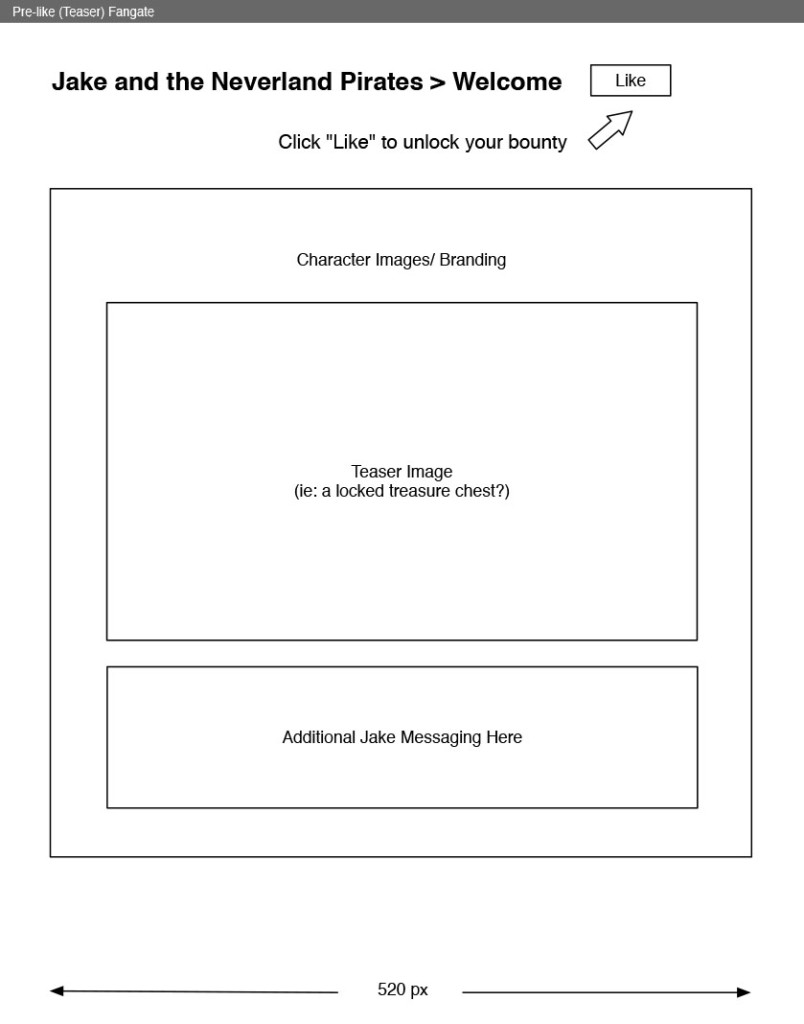 Pre-like (Teaser) Fangate
Jake and the Neverland Pirates > Welcome
Like
Click "Like" to unlock your bounty
Character Images/ Branding
Teaser Image
(ie: a locked treasure chest?)
Additional Jake Messaging Here
520 px